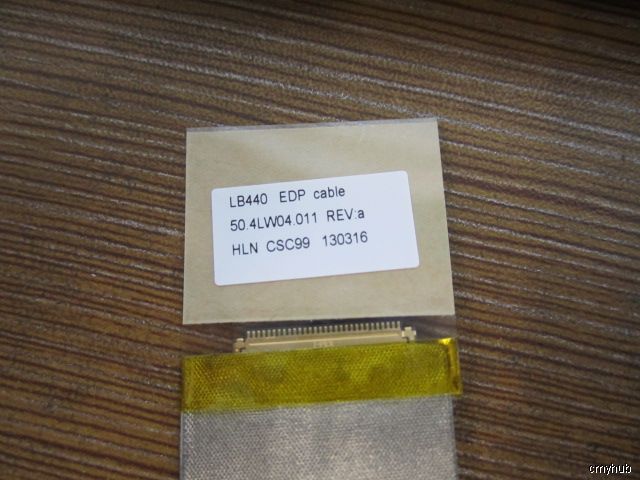 LB440 EDP cable
50.4LW04.011 REV:a
HLN CSC99 130316
cmyhub